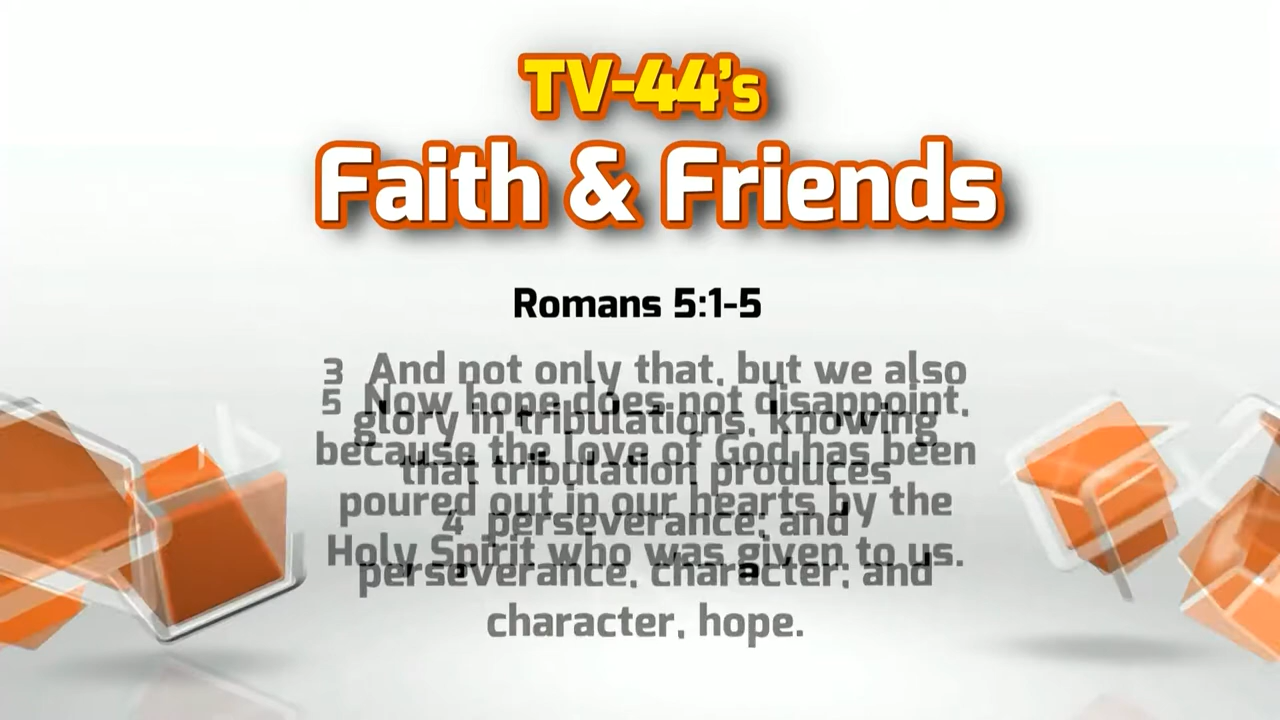 TV-44's
Faith & Friends
Romans 5:1-5
3 And not only that, but we also
glory in tribulations, knowing
that tribulation produces
4 perseverance; and
perseverance, character; and
character, hope.
5 Now hope does not disappoint,
because the love of God has been
poured out in our hearts by the
Holy Spirit who was given to us.